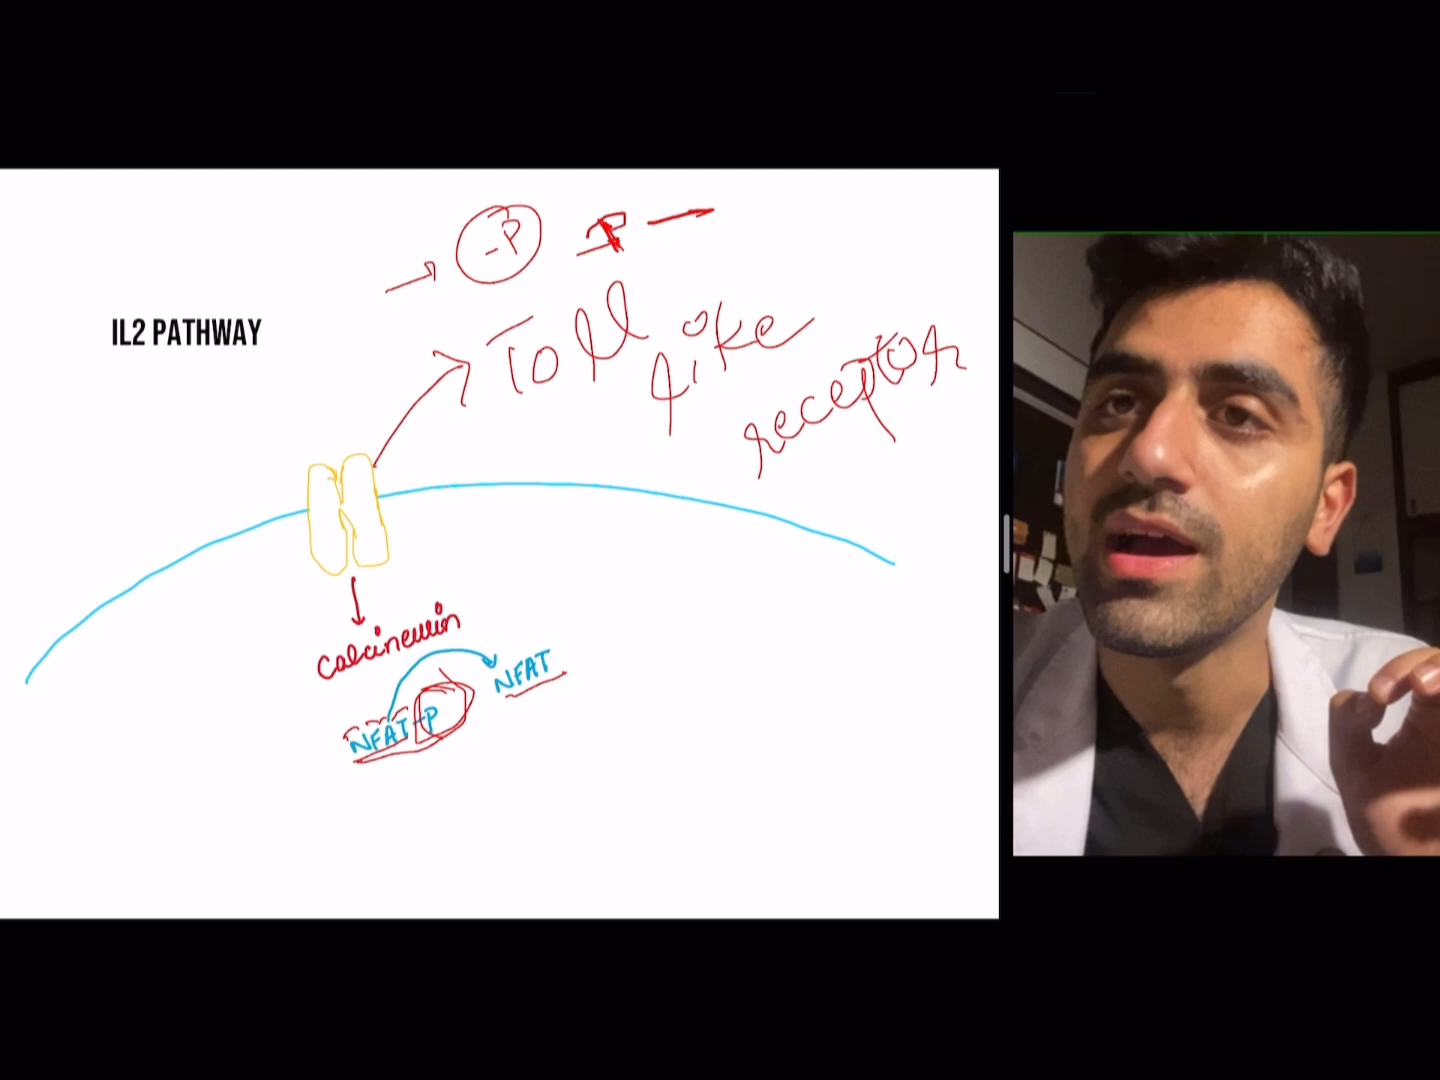 -P P
IL2 PATHWAY
Toll like receptor
Calcineurin
NFAT-P NFAT